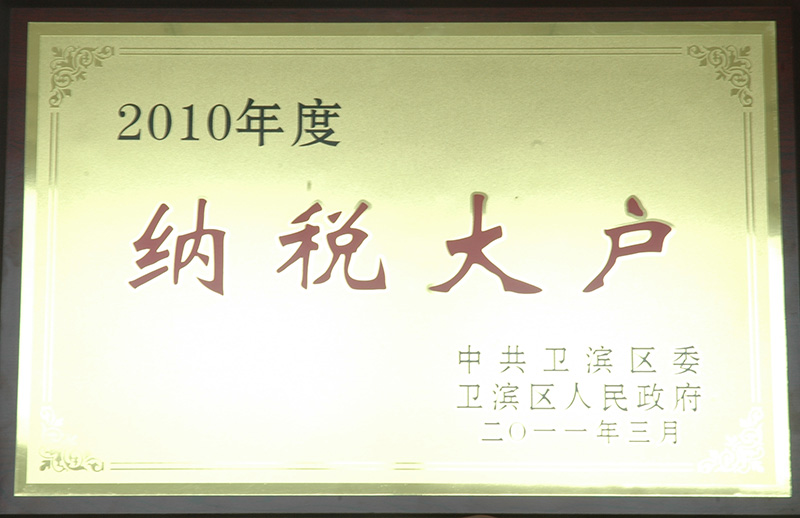 2010年度
纳税大户
中共卫滨区委
卫滨区人民政府
二〇一一年三月